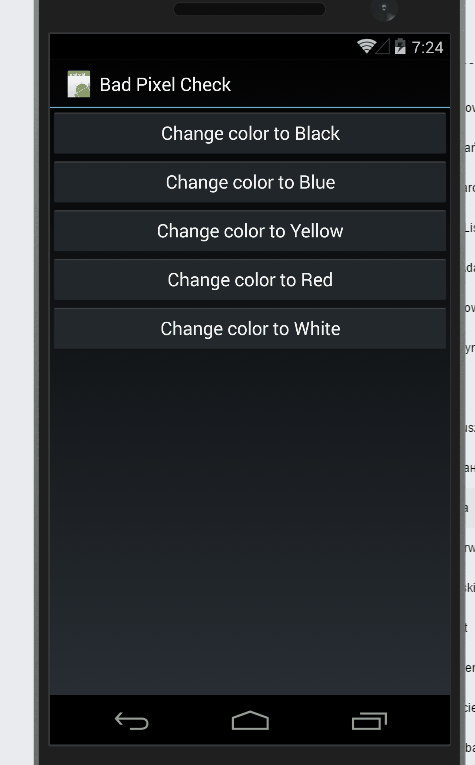 7:24
Bad Pixel Check
Change color to Black
Change color to Blue
Change color to Yellow
Change color to Red
Change color to White